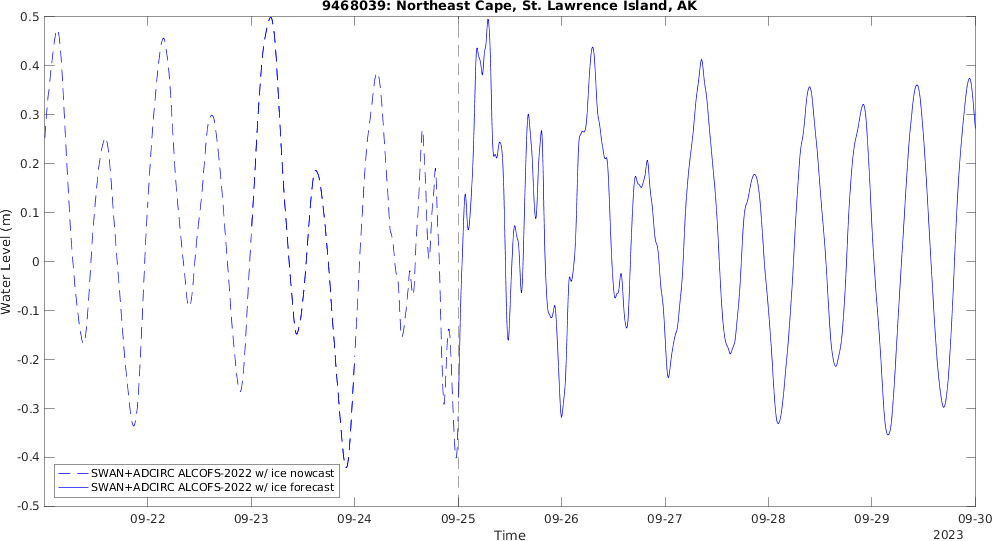 9468039: Northeast Cape, St. Lawrence Island, AK
0.5
0.4
0.3
0.2
0.1
0
-0.1
-0.2
-0.3
-0.4
-0.5
Water Level (m)
SWAN+ADCIRC ALCOFS-2022 w/ ice nowcast
SWAN+ADCIRC ALCOFS-2022 w/ ice forecast
09-22 09-23 09-24 09-25 09-26 09-27 09-28 09-29 09-30
Time
2023